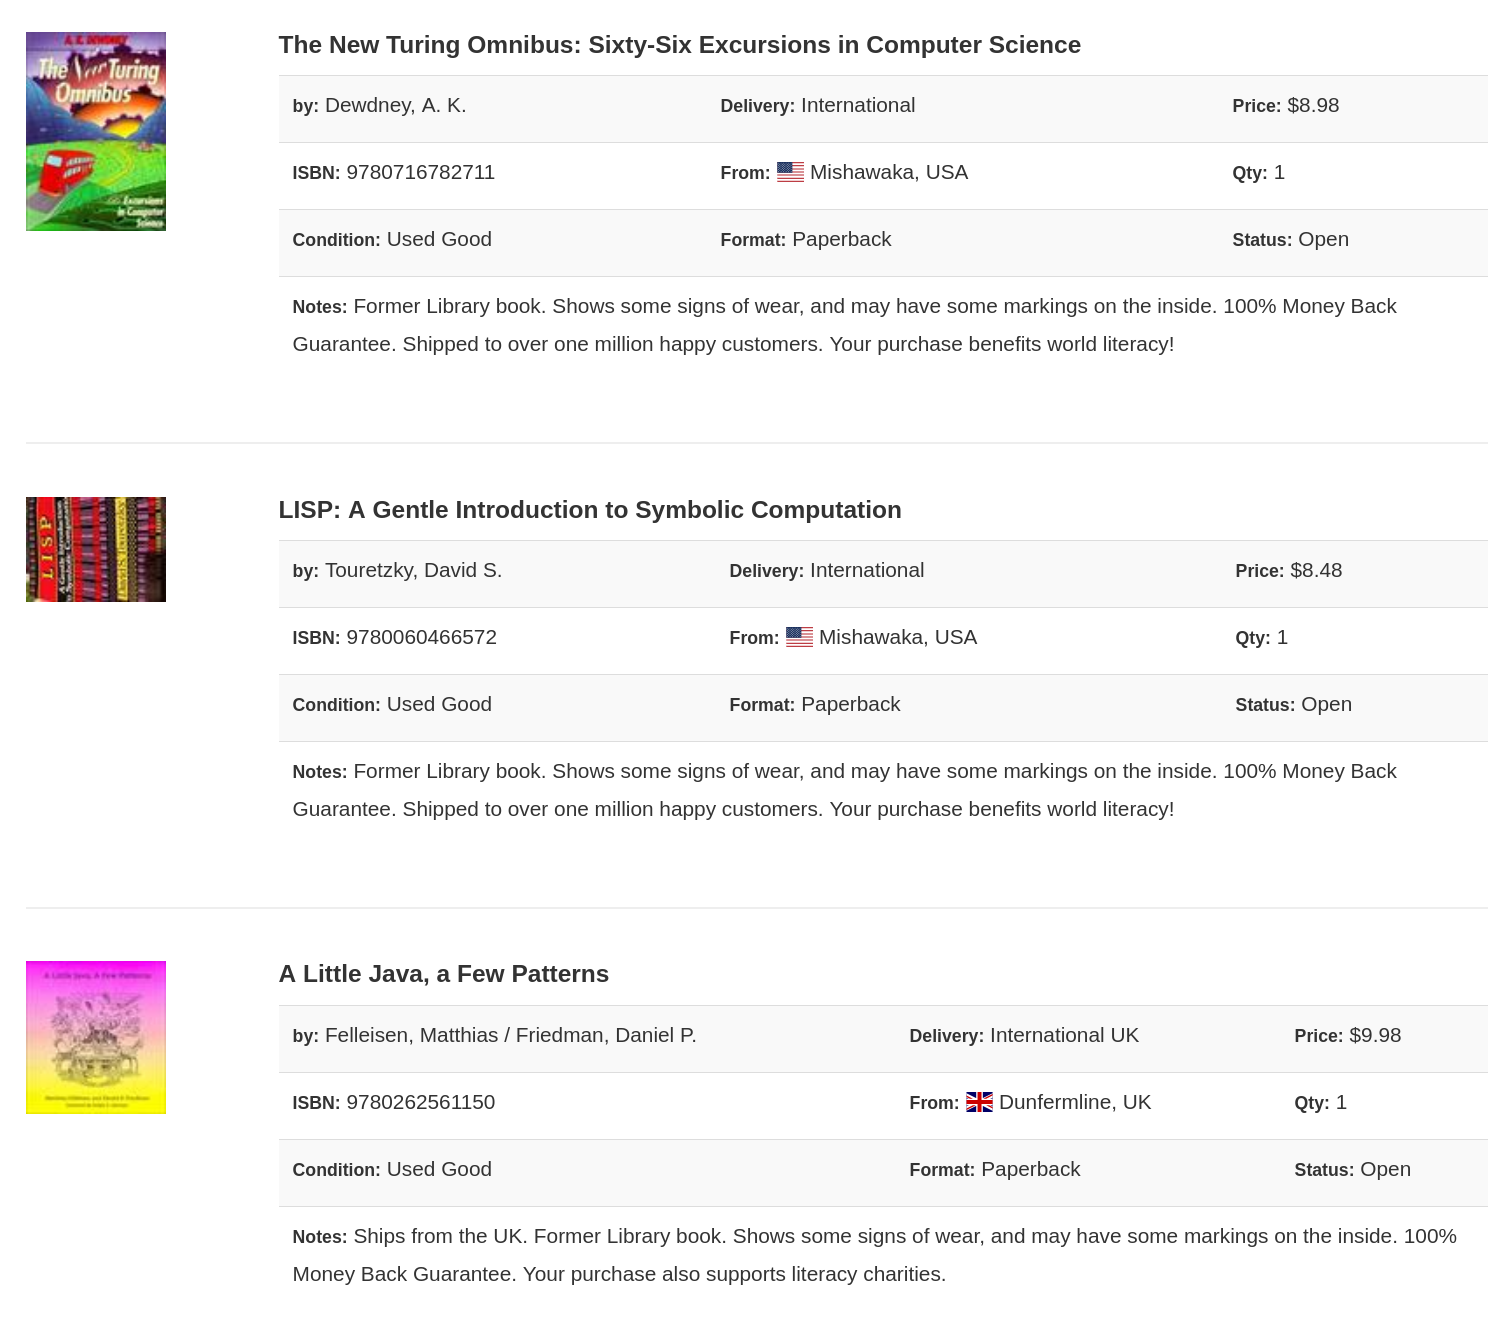 A. K. DEWDNEY
The New Turing
Omnibus
Excursions
in Computer
Science
The New Turing Omnibus: Sixty-Six Excursions in Computer Science
by: Dewdney, A. K. Delivery: International Price: $8.98
ISBN: 9780716782711 From: Mishawaka, USA Qty: 1
Condition: Used Good Format: Paperback Status: Open
Notes: Former Library book. Shows some signs of wear, and may have some markings on the inside. 100% Money Back
Guarantee. Shipped to over one million happy customers. Your purchase benefits world literacy!
LISP
A Gentle Introduction
to Symbolic Computation
LISP: A Gentle Introduction to Symbolic Computation
by: Touretzky, David S. Delivery: International Price: $8.48
ISBN: 9780060466572 From: Mishawaka, USA Qty: 1
Condition: Used Good Format: Paperback Status: Open
Notes: Former Library book. Shows some signs of wear, and may have some markings on the inside. 100% Money Back
Guarantee. Shipped to over one million happy customers. Your purchase benefits world literacy!
A Little Java, A Few Patterns
A Little Java, a Few Patterns
by: Felleisen, Matthias / Friedman, Daniel P. Delivery: International UK Price: $9.98
ISBN: 9780262561150 From: Dunfermline, UK Qty: 1
Condition: Used Good Format: Paperback Status: Open
Notes: Ships from the UK. Former Library book. Shows some signs of wear, and may have some markings on the inside. 100%
Money Back Guarantee. Your purchase also supports literacy charities.